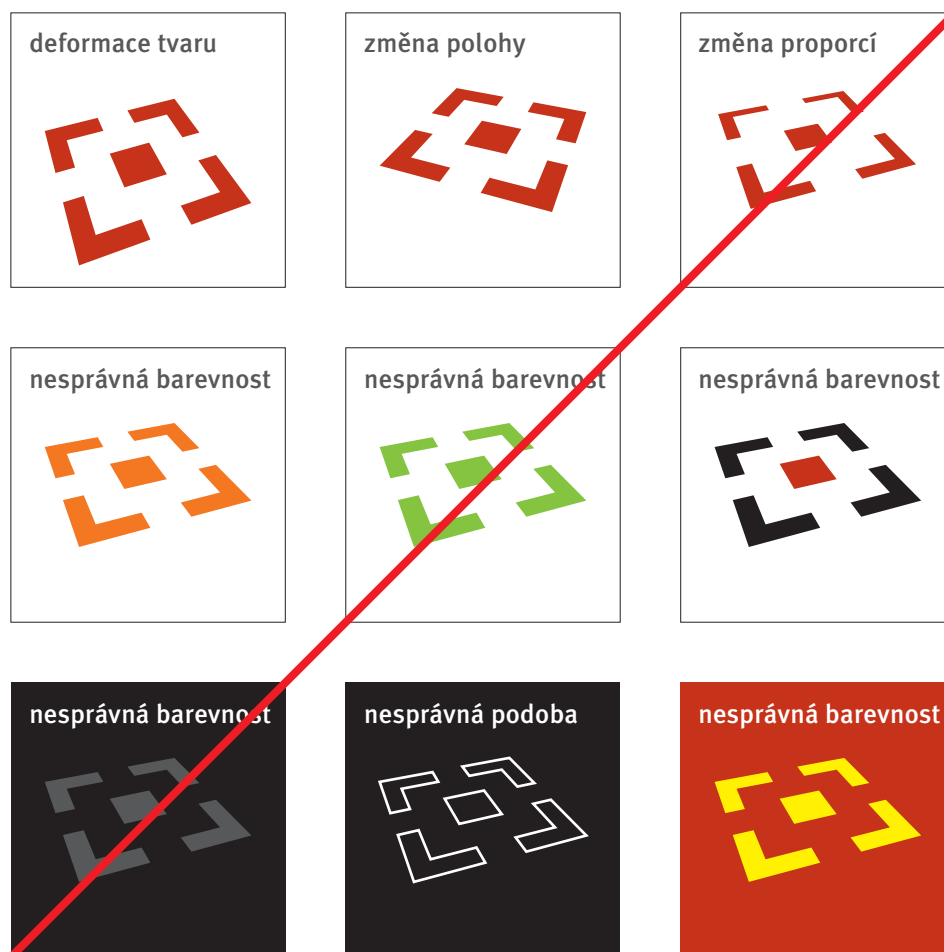 deformace tvaru
změna polohy
změna proporcí
nesprávná barevnost
nesprávná barevnost
nesprávná barevnost
nesprávná barevnost
nesprávná podoba
nesprávná barevnost